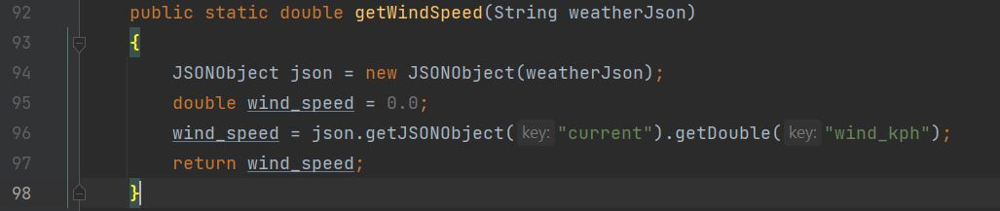 92 public static double getWindSpeed(String weatherJson)
93 {
94 JSONObject json = new JSONObject(weatherJson);
95 double wind_speed = 0.0;
96 wind_speed = json.getJSONObject( key: "current").getDouble( key: "wind_kph");
97 return wind_speed;
98 }